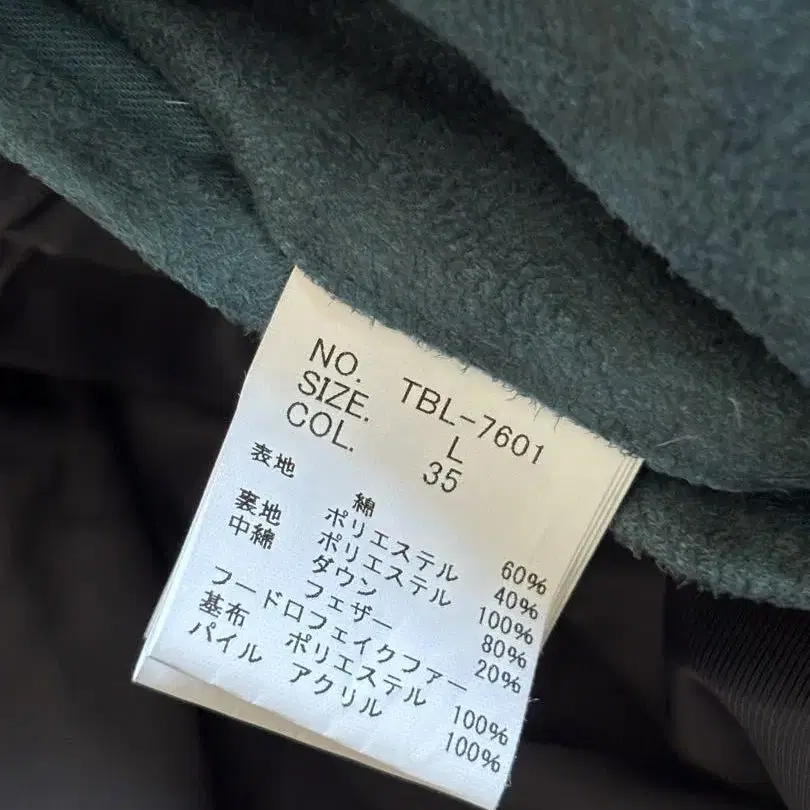 NO. TBL-7601
SIZE. L
COL. 35
表地 綿 60%
ポリエステル 40%
裏地 ポリエステル 100%
中綿 ダウン 80%
フェザー 20%
フードロフェイクファー
基布 ポリエステル 100%
パイル アクリル 100%